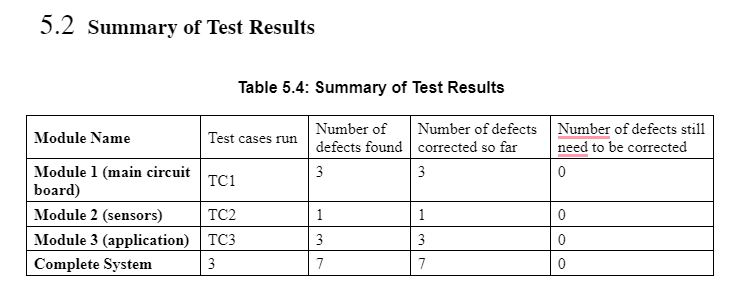 5.2 Summary of Test Results
Table 5.4: Summary of Test Results
Module Name Test cases run Number of defects found Number of defects corrected so far Number of defects still need to be corrected
Module 1 (main circuit board) TC1 3 3 0
Module 2 (sensors) TC2 1 1 0
Module 3 (application) TC3 3 3 0
Complete System 3 7 7 0